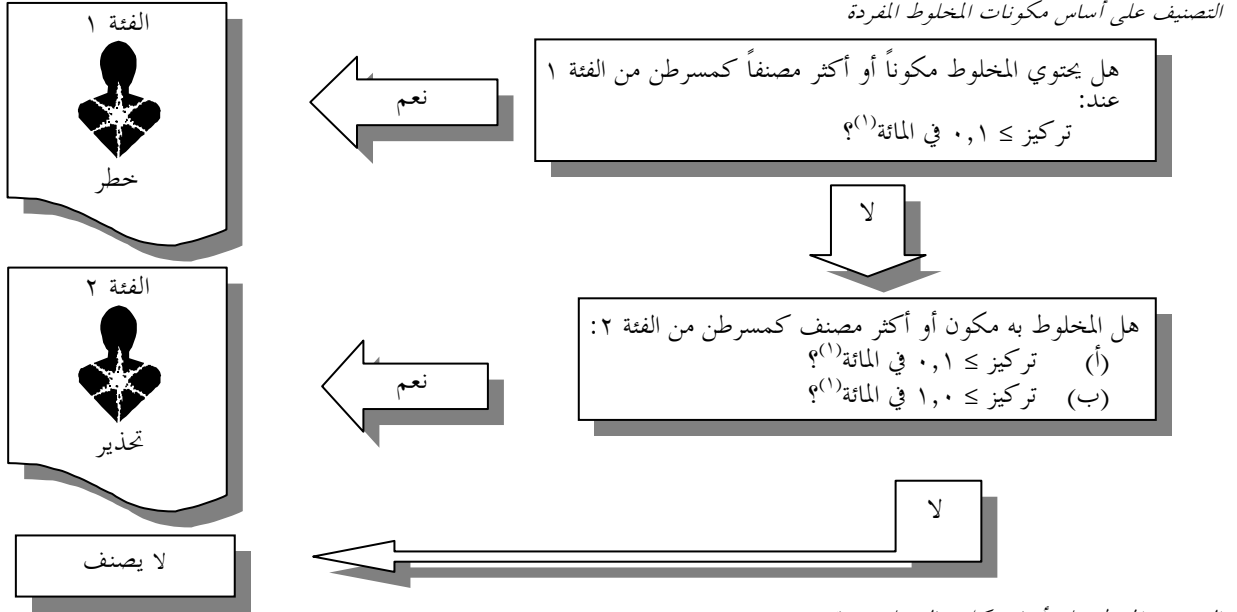 التصنيف على أساس مكونات المخلوط المفردة
هل يحتوي المخلوط مكوناً أو أكثر مصنفاً كمسرطن من الفئة ١
عند:
تركيز ≥ ٠,١ في المائة(١)؟
نعم
الفئة ١
خطر
لا
هل المخلوط به مكون أو أكثر مصنف كمسرطن من الفئة ٢:
(أ) تركيز ≥ ٠,١ في المائة(١)؟
(ب) تركيز ≥ ١,٠ في المائة(١)؟
نعم
الفئة ٢
تحذير
لا
لا يصنف